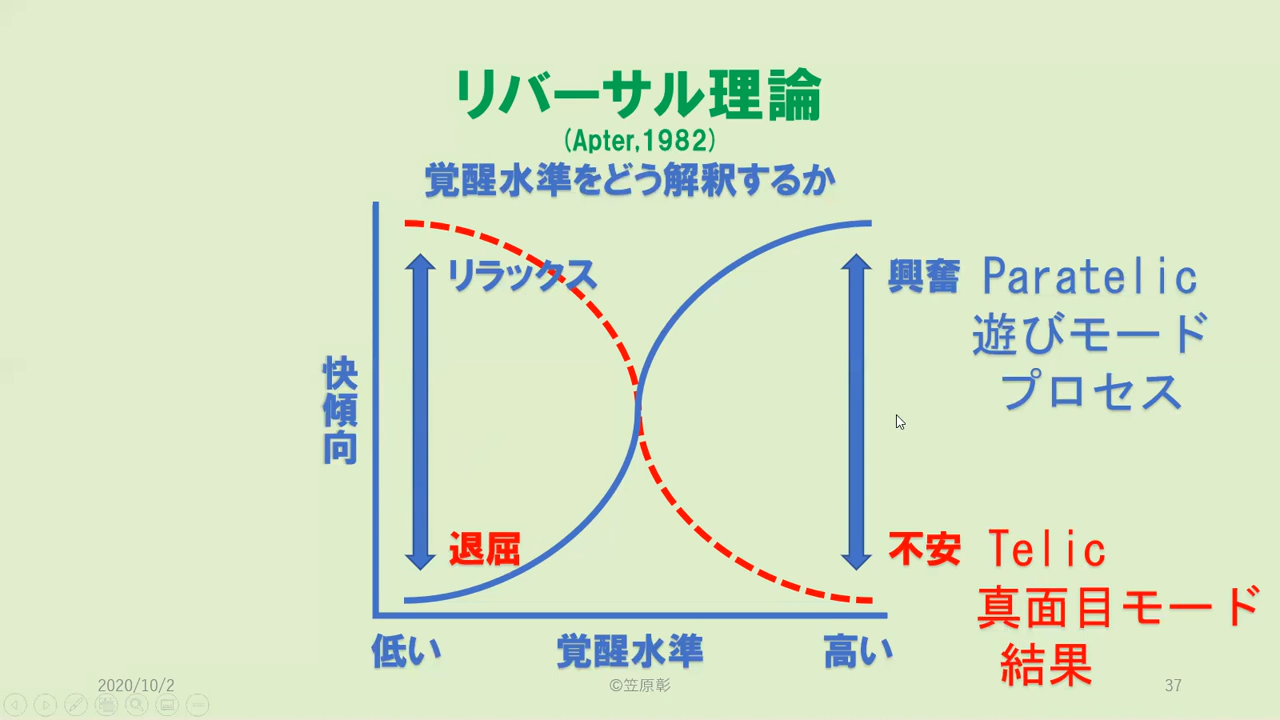 リバーサル理論
(Apter,1982)
覚醒水準をどう解釈するか
リラックス
興奮 Paratelic
遊びモード
プロセス
快傾向
退屈
不安 Telic
真面目モード
結果
低い 覚醒水準 高い
2020/10/2 ©笠原彰 37